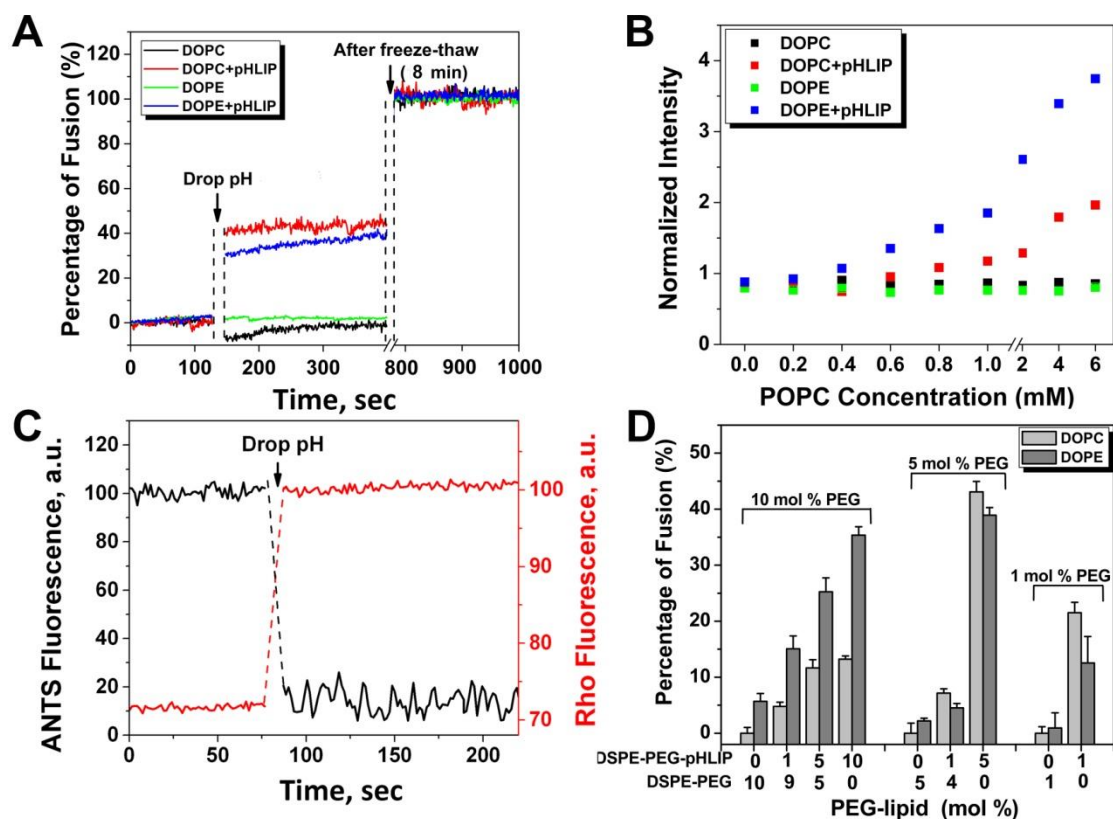 A
Percentage of Fusion (%)
120
100
80
60
40
20
0
DOPC
DOPC+pHLIP
DOPE
DOPE+pHLIP
After freeze-thaw
( 8 min)
Drop pH
0 100 200 300 800 900 1000
Time, sec
B
Normalized Intensity
4
3
2
1
0
DOPC
DOPC+pHLIP
DOPE
DOPE+pHLIP
0.0 0.2 0.4 0.6 0.8 1.0 2 4 6
POPC Concentration (mM)
C
ANTS Fluorescence, a.u.
120
100
80
60
40
20
0
Drop pH
Rho Fluorescence, a.u.
100
90
80
70
0 50 100 150 200
Time, sec
D
Percentage of Fusion (%)
50
40
30
20
10
0
DOPC
DOPE
10 mol % PEG
5 mol % PEG
1 mol % PEG
DSPE-PEG-pHLIP 0 1 5 10 0 1 5 0 1
DSPE-PEG 10 9 5 0 5 4 0 1 0
PEG-lipid (mol %)